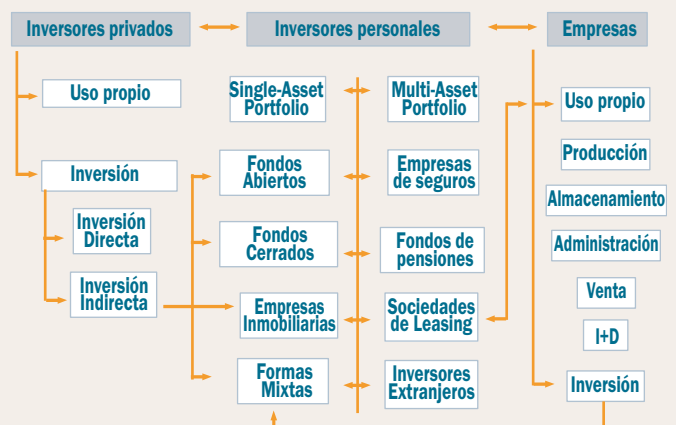 Inversores privados
Inversores personales
Empresas
Uso propio
Inversión
Inversión
Directa
Inversión
Indirecta
Single-Asset
Portfolio
Fondos
Abiertos
Fondos
Cerrados
Empresas
Inmobiliarias
Formas
Mixtas
Multi-Asset
Portfolio
Empresas
de seguros
Fondos de
pensiones
Sociedades
de Leasing
Inversores
Extranjeros
Uso propio
Producción
Almacenamiento
Administración
Venta
I+D
Inversión